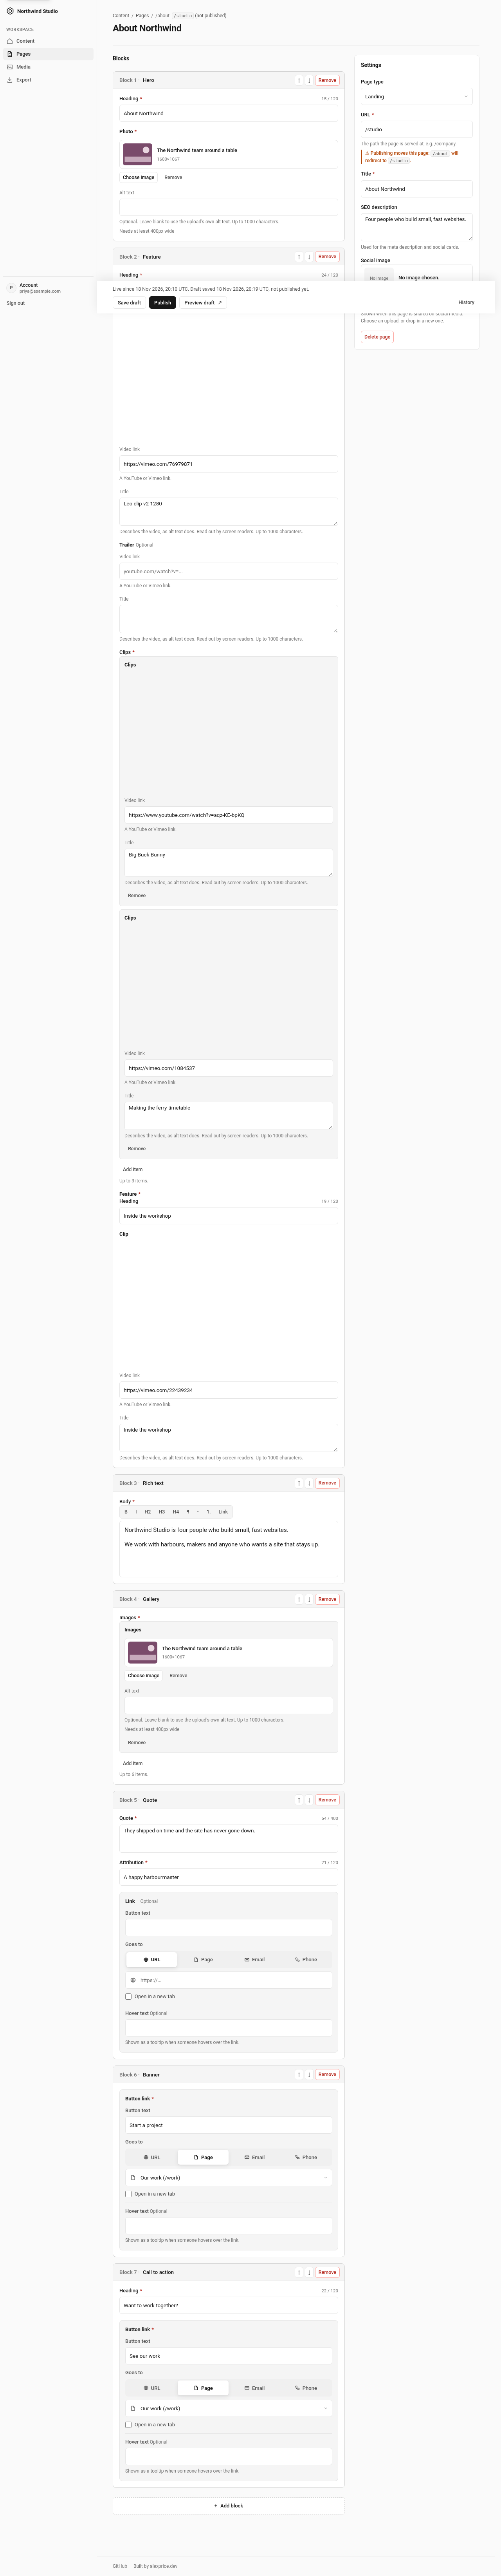 Northwind Studio
WORKSPACE
Content
Pages
Media
Export
P
Account
priya@example.com
Sign out
Content / Pages / /about /studio (not published)
About Northwind
Blocks
Block 1 · Hero
↑ ↓ Remove
Heading *
15 / 120
About Northwind
Photo *
The Northwind team around a table
1600×1067
Choose image Remove
Alt text
Optional. Leave blank to use the upload's own alt text. Up to 1000 characters.
Needs at least 400px wide
Block 2 · Feature
↑ ↓ Remove
Heading *
24 / 120
Live since 18 Nov 2026, 20:10 UTC. Draft saved 18 Nov 2026, 20:19 UTC, not published yet.
Save draft Publish Preview draft ↗
History
Video link
https://vimeo.com/76979871
A YouTube or Vimeo link.
Title
Leo clip v2 1280
Describes the video, as alt text does. Read out by screen readers. Up to 1000 characters.
Trailer Optional
Video link
youtube.com/watch?v=...
A YouTube or Vimeo link.
Title
Describes the video, as alt text does. Read out by screen readers. Up to 1000 characters.
Clips *
Clips
Video link
https://www.youtube.com/watch?v=aqz-KE-bpKQ
A YouTube or Vimeo link.
Title
Big Buck Bunny
Describes the video, as alt text does. Read out by screen readers. Up to 1000 characters.
Remove
Clips
Video link
https://vimeo.com/1084537
A YouTube or Vimeo link.
Title
Making the ferry timetable
Describes the video, as alt text does. Read out by screen readers. Up to 1000 characters.
Remove
Add item
Up to 3 items.
Feature *
Heading
19 / 120
Inside the workshop
Clip
Video link
https://vimeo.com/22439234
A YouTube or Vimeo link.
Title
Inside the workshop
Describes the video, as alt text does. Read out by screen readers. Up to 1000 characters.
Block 3 · Rich text
↑ ↓ Remove
Body *
B I H2 H3 H4 ¶ • 1. Link
Northwind Studio is four people who build small, fast websites.
We work with harbours, makers and anyone who wants a site that stays up.
Block 4 · Gallery
↑ ↓ Remove
Images *
Images
The Northwind team around a table
1600×1067
Choose image Remove
Alt text
Optional. Leave blank to use the upload's own alt text. Up to 1000 characters.
Needs at least 400px wide
Remove
Add item
Up to 6 items.
Block 5 · Quote
↑ ↓ Remove
Quote *
54 / 400
They shipped on time and the site has never gone down.
Attribution *
21 / 120
A happy harbourmaster
Link Optional
Button text
Goes to
URL Page Email Phone
https://...
Open in a new tab
Hover text Optional
Shown as a tooltip when someone hovers over the link.
Block 6 · Banner
↑ ↓ Remove
Button link *
Button text
Start a project
Goes to
URL Page Email Phone
Our work (/work)
Open in a new tab
Hover text Optional
Shown as a tooltip when someone hovers over the link.
Block 7 · Call to action
↑ ↓ Remove
Heading *
22 / 120
Want to work together?
Button link *
Button text
See our work
Goes to
URL Page Email Phone
Our work (/work)
Open in a new tab
Hover text Optional
Shown as a tooltip when someone hovers over the link.
+ Add block
Settings
Page type
Landing
URL *
/studio
The path the page is served at, e.g. /company.
⚠ Publishing moves this page: /about will
redirect to /studio.
Title *
About Northwind
SEO description
Four people who build small, fast websites.
Used for the meta description and social cards.
Social image
No image
No image chosen.
Shown when this page is shared on social media.
Choose an upload, or drop in a new one.
Delete page
GitHub Built by alexprice.dev